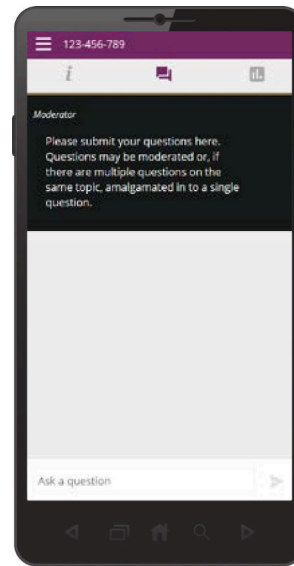 123-456-789
i
Moderator
Please submit your questions here.
Questions may be moderated or, if
there are multiple questions on the
same topic, amalgamated in to a single
question.
Ask a question